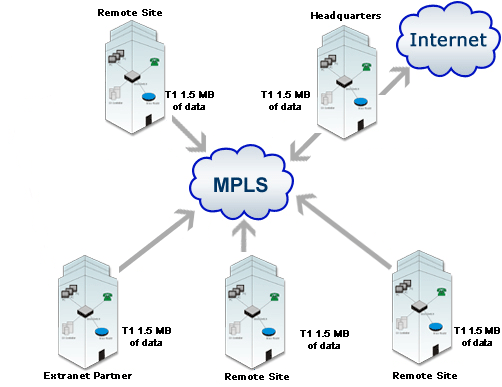 Remote Site
Headquarters
Internet
T1 1.5 MB
of data
T1 1.5 MB
of data
MPLS
T1 1.5 MB
of data
T1 1.5 MB
of data
T1 1.5 MB
of data
Extranet Partner
Remote Site
Remote Site